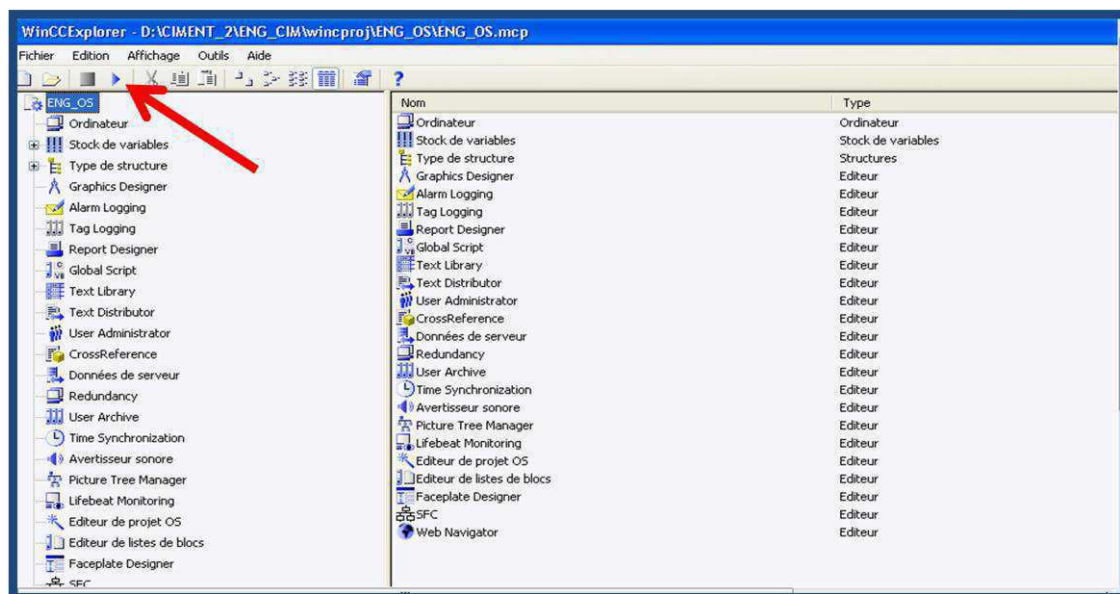 WinCCExplorer - D:\CIMENT_2\ENG_CIM\wincproj\ENG_OS\ENG_OS.mcp
Fichier Edition Affichage Outils Aide
ENG_OS
Ordinateur
Stock de variables
Type de structure
Graphics Designer
Alarm Logging
Tag Logging
Report Designer
Global Script
Text Library
Text Distributor
User Administrator
CrossReference
Données de serveur
Redundancy
User Archive
Time Synchronization
Avertisseur sonore
Picture Tree Manager
Lifebeat Monitoring
Editeur de projet OS
Editeur de listes de blocs
Faceplate Designer
SFC
Nom Type
Ordinateur Ordinateur
Stock de variables Stock de variables
Type de structure Structures
Graphics Designer Editeur
Alarm Logging Editeur
Tag Logging Editeur
Report Designer Editeur
Global Script Editeur
Text Library Editeur
Text Distributor Editeur
User Administrator Editeur
CrossReference Editeur
Données de serveur Editeur
Redundancy Editeur
User Archive Editeur
Time Synchronization Editeur
Avertisseur sonore Editeur
Picture Tree Manager Editeur
Lifebeat Monitoring Editeur
Editeur de projet OS Editeur
Editeur de listes de blocs Editeur
Faceplate Designer Editeur
SFC Editeur
Web Navigator Editeur